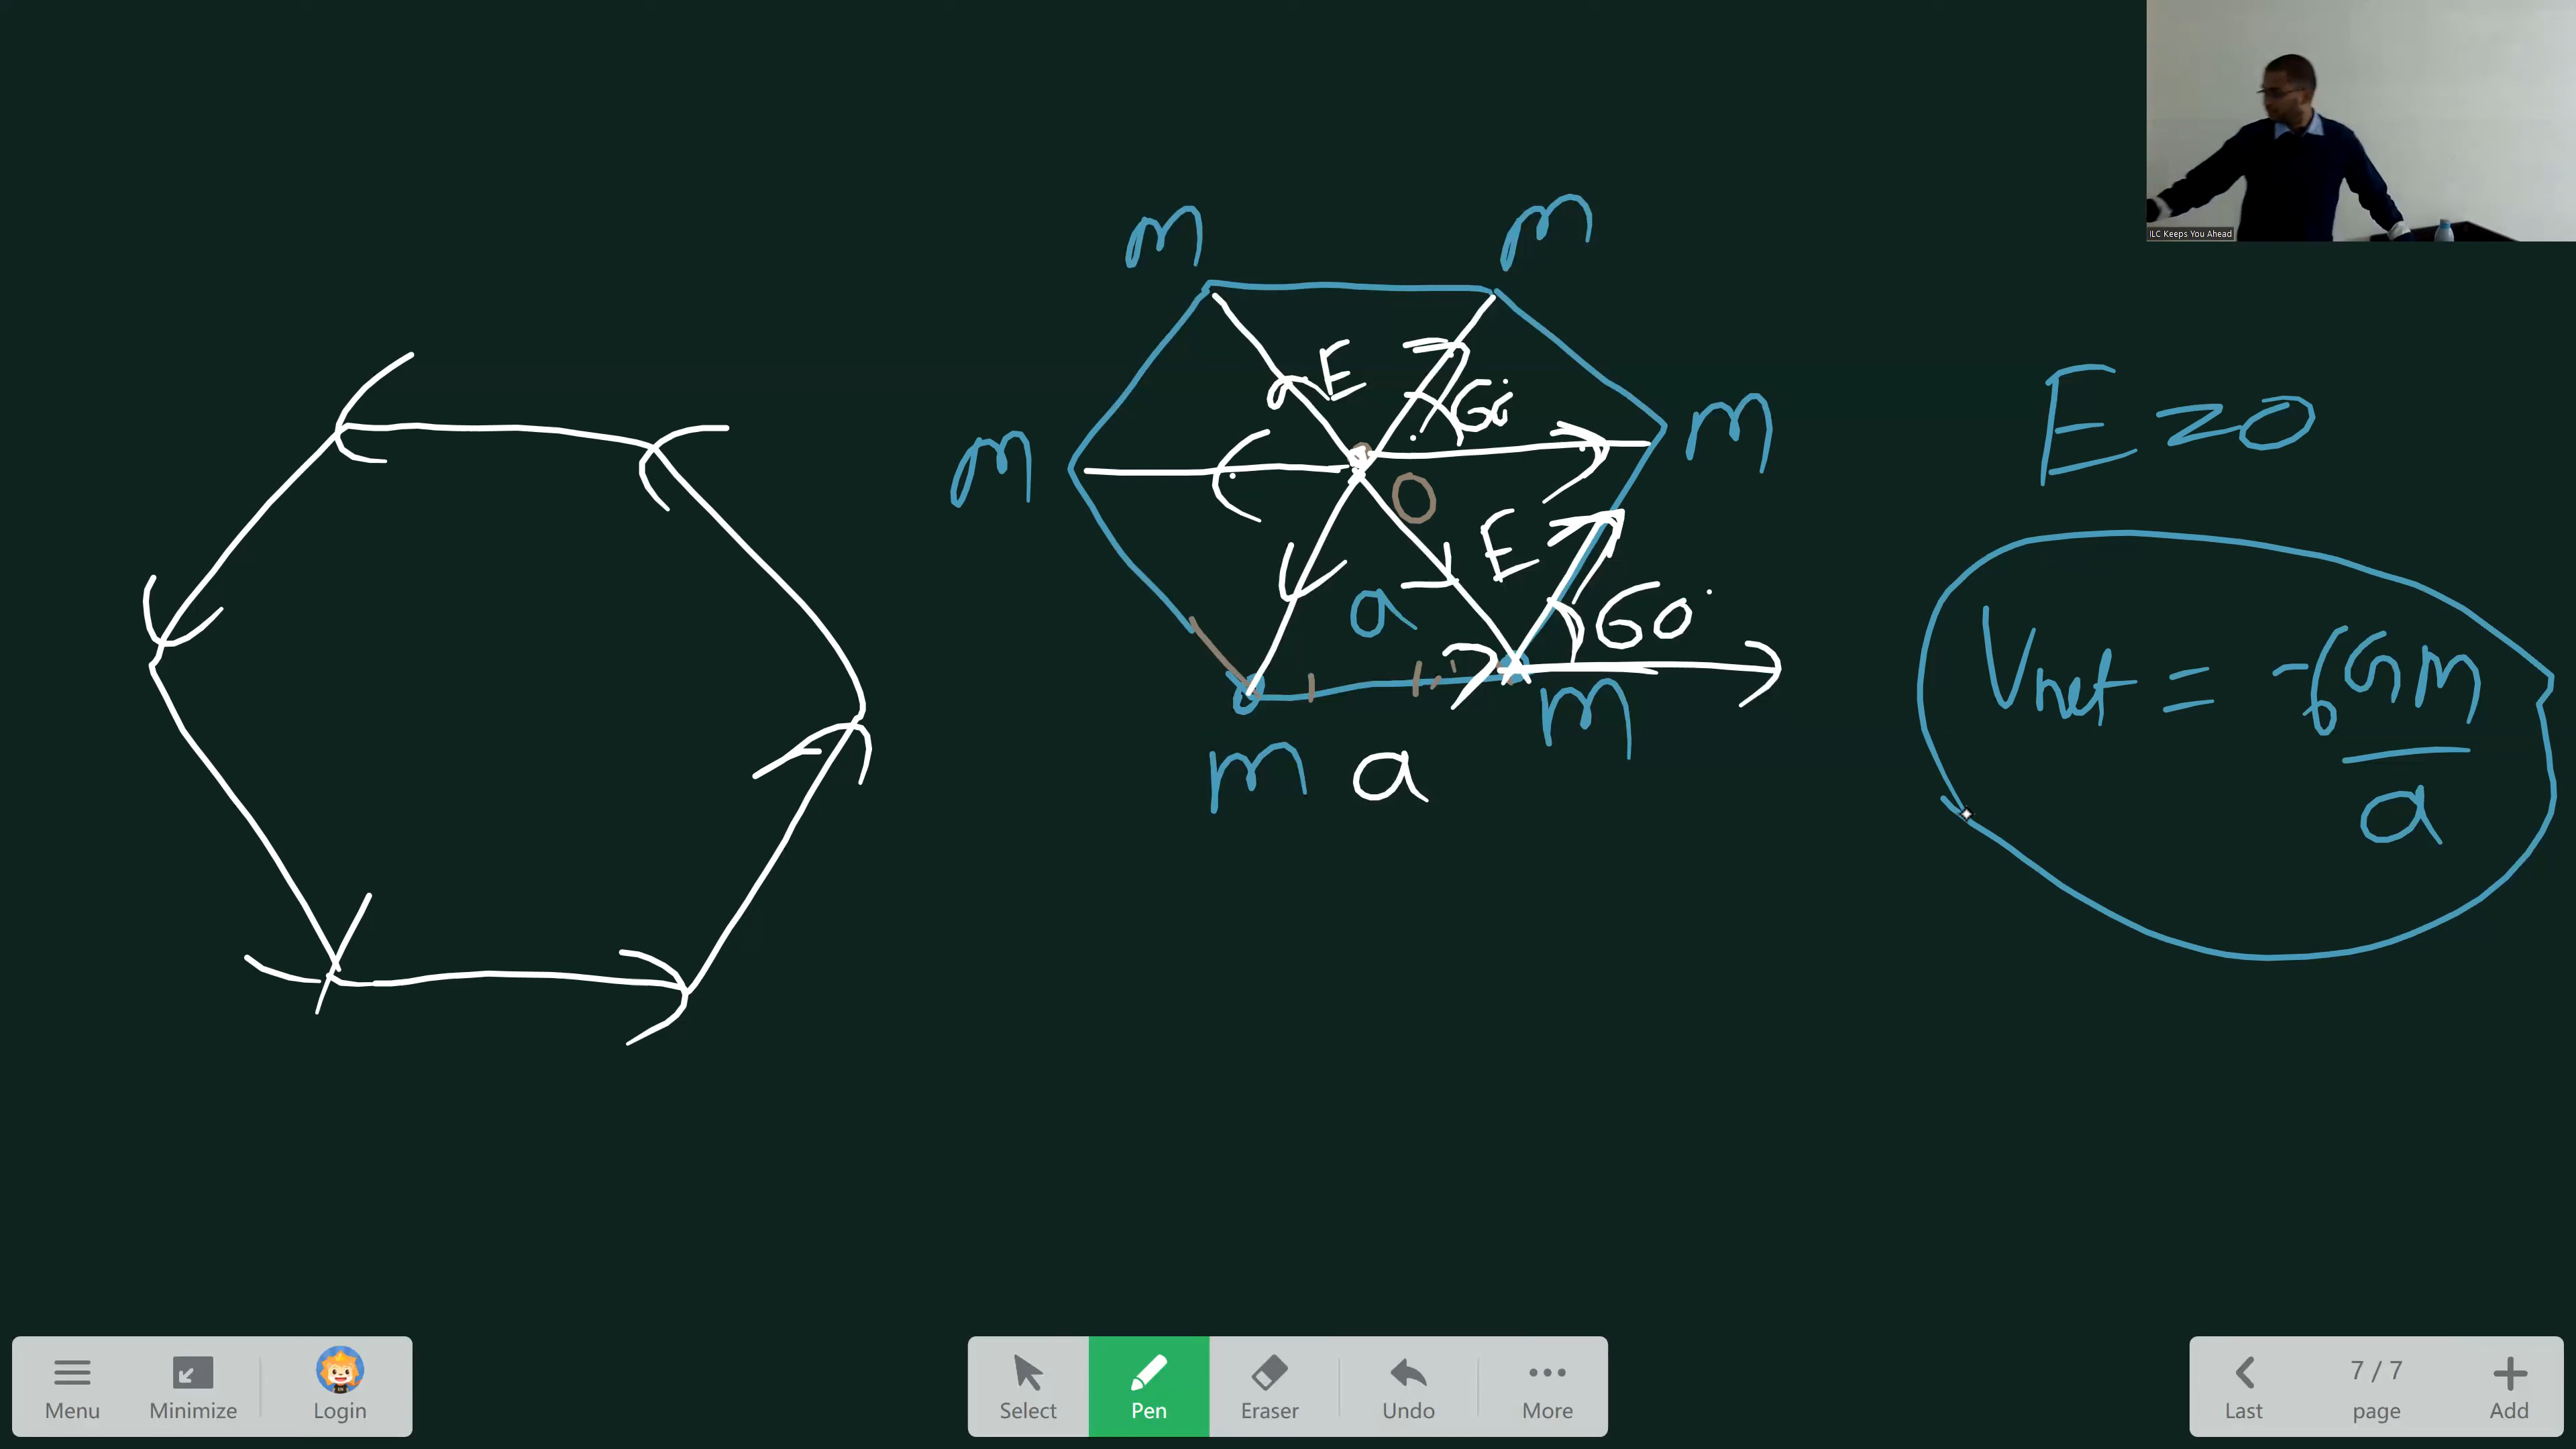 ILC Keeps You Ahead
m
m
E
60°
m
m
O
E
a
60°
m
m
a
E = 0
Vnet = -6Gm
a
Menu
Minimize
Login
Select
Pen
Eraser
Undo
More
Last
7 / 7
page
Add